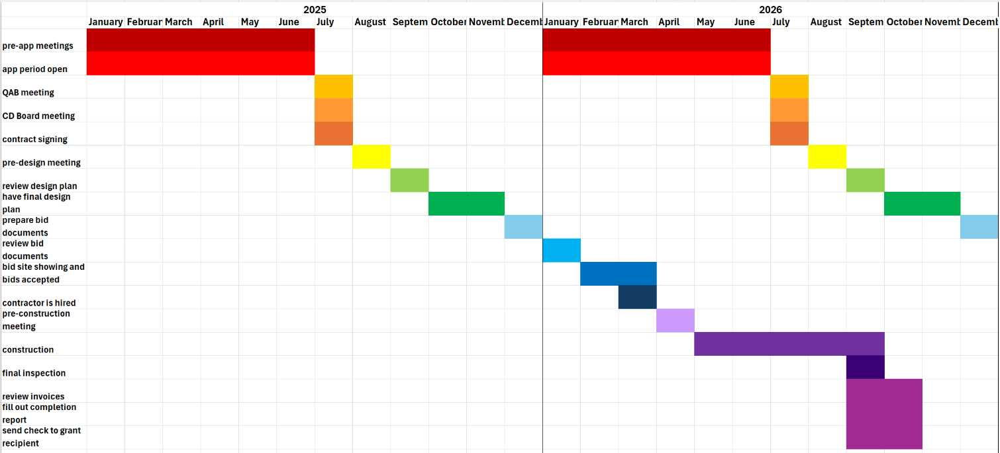 2025 2026
January Februar March April May June July August Septem October Novemb Decemb January Februar March April May June July August Septem October Novemb Decemb
pre-app meetings
app period open
QAB meeting
CD Board meeting
contract signing
pre-design meeting
review design plan
have final design
plan
prepare bid
documents
review bid
documents
bid site showing and
bids accepted
contractor is hired
pre-construction
meeting
construction
final inspection
review invoices
fill out completion
report
send check to grant
recipient